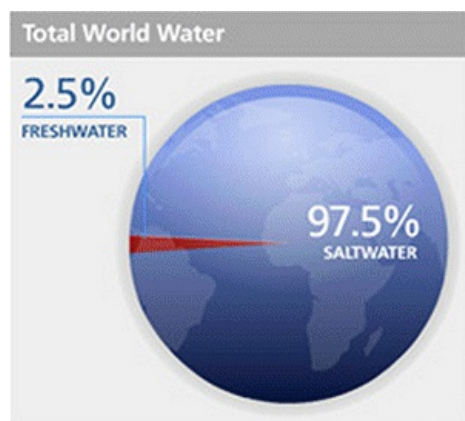 Total World Water
2.5%
FRESHWATER
97.5%
SALTWATER